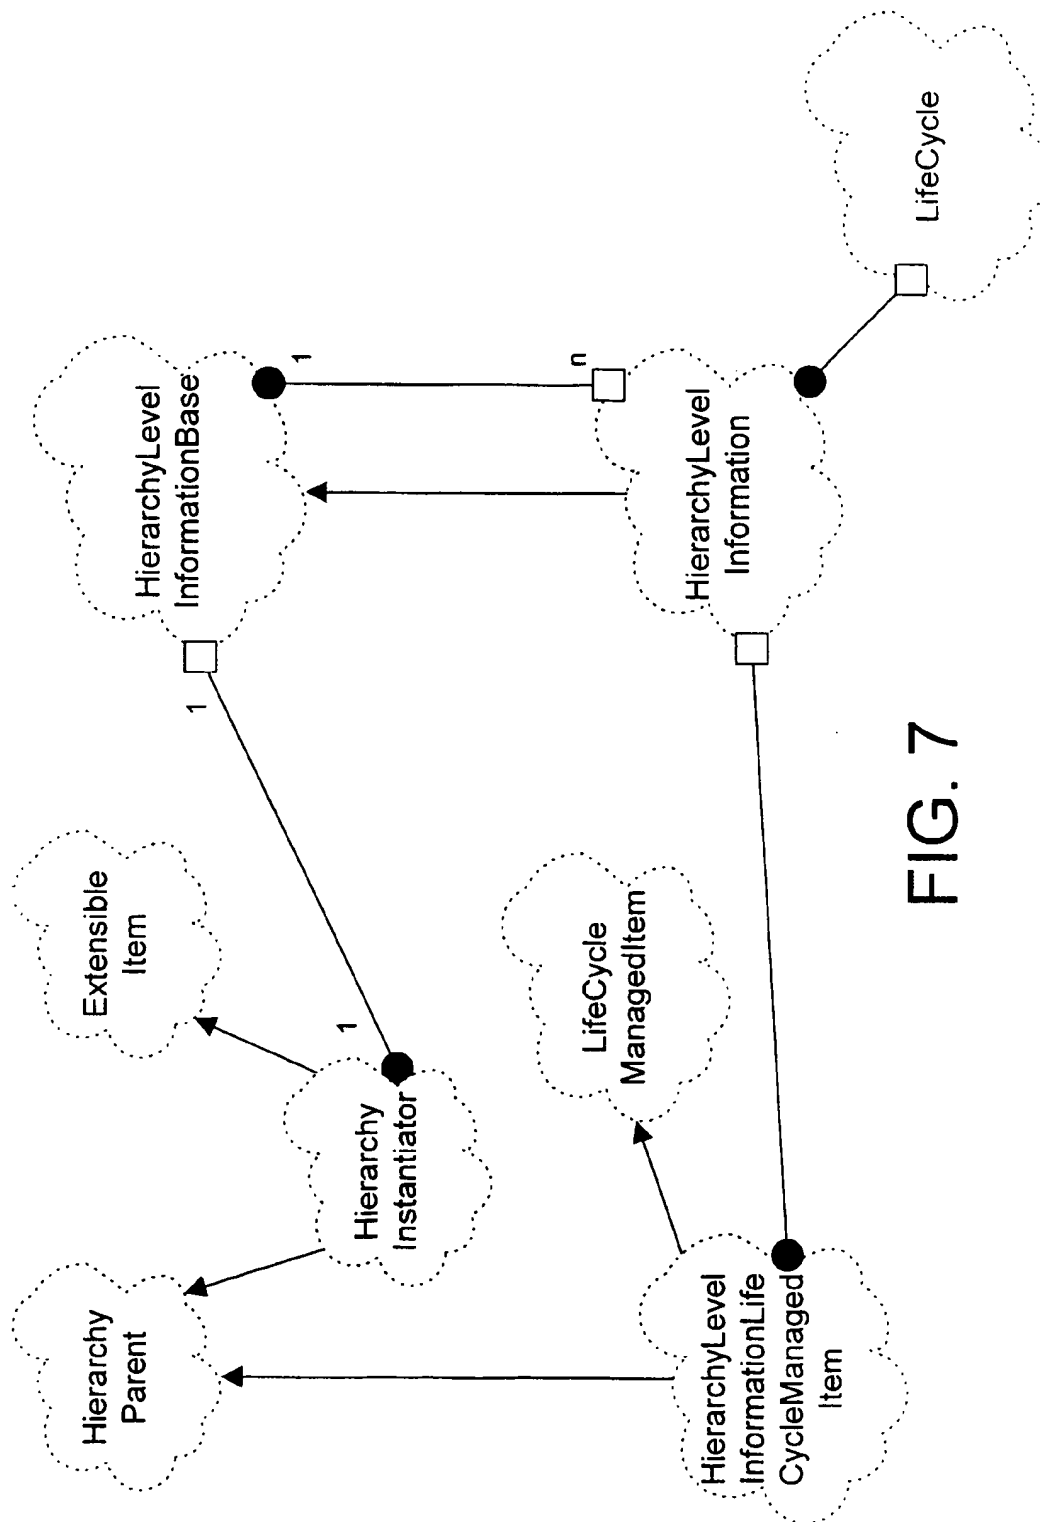 Hierarchy
Parent
Extensible
Item
HierarchyLevel
InformationBase
1
1
1
Hierarchy
Instantiator
n
LifeCycle
ManagedItem
HierarchyLevel
InformationLife
CycleManaged
Item
HierarchyLevel
Information
LifeCycle
FIG. 7